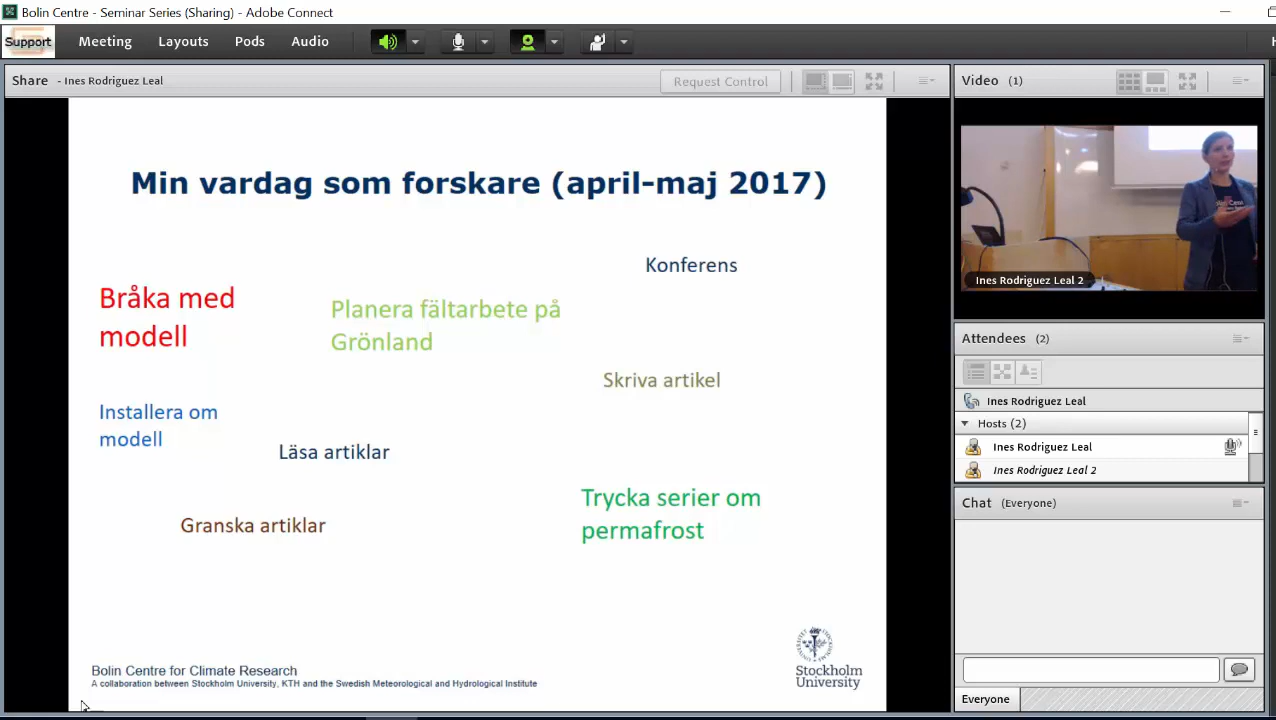 Bolin Centre - Seminar Series (Sharing) - Adobe Connect
Support Meeting Layouts Pods Audio
Share - Ines Rodriguez Leal
Request Control
Min vardag som forskare (april-maj 2017)
Konferens
Bråka med
modell
Planera fältarbete på
Grönland
Skriva artikel
Installera om
modell
Läsa artiklar
Trycka serier om
permafrost
Granska artiklar
Bolin Centre for Climate Research
A collaboration between Stockholm University, KTH and the Swedish Meteorological and Hydrological Institute
Stockholm
University
Video (1)
Ines Rodriguez Leal 2
Attendees (2)
Ines Rodriguez Leal
Hosts (2)
Ines Rodriguez Leal
Ines Rodriguez Leal 2
Chat (Everyone)
Everyone